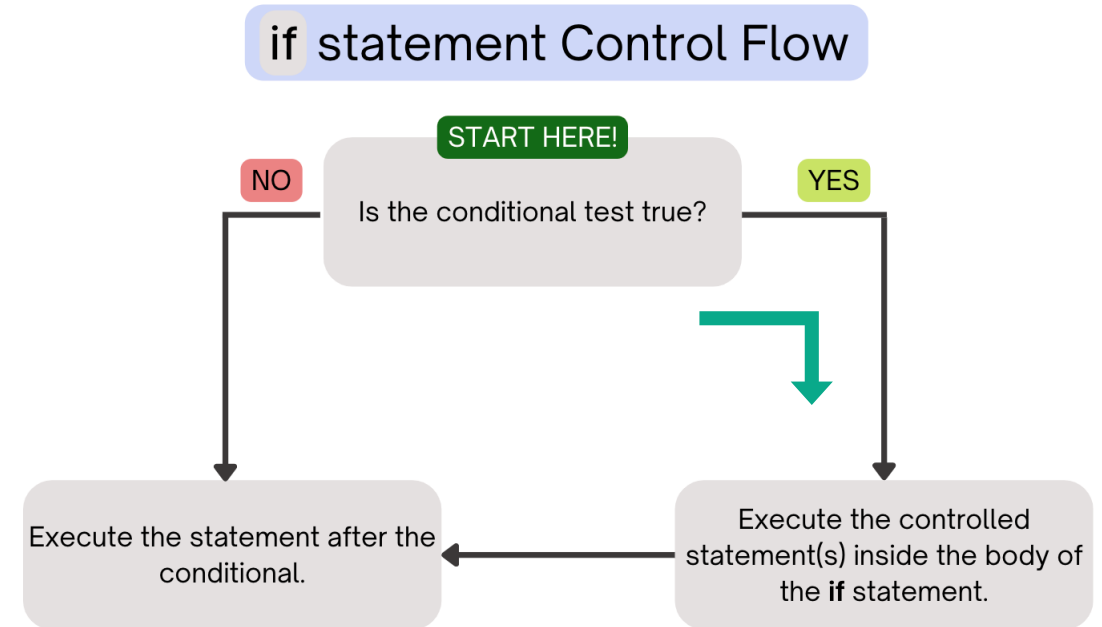 if statement Control Flow
START HERE!
NO
YES
Is the conditional test true?
Execute the statement after the
conditional.
Execute the controlled
statement(s) inside the body of
the if statement.